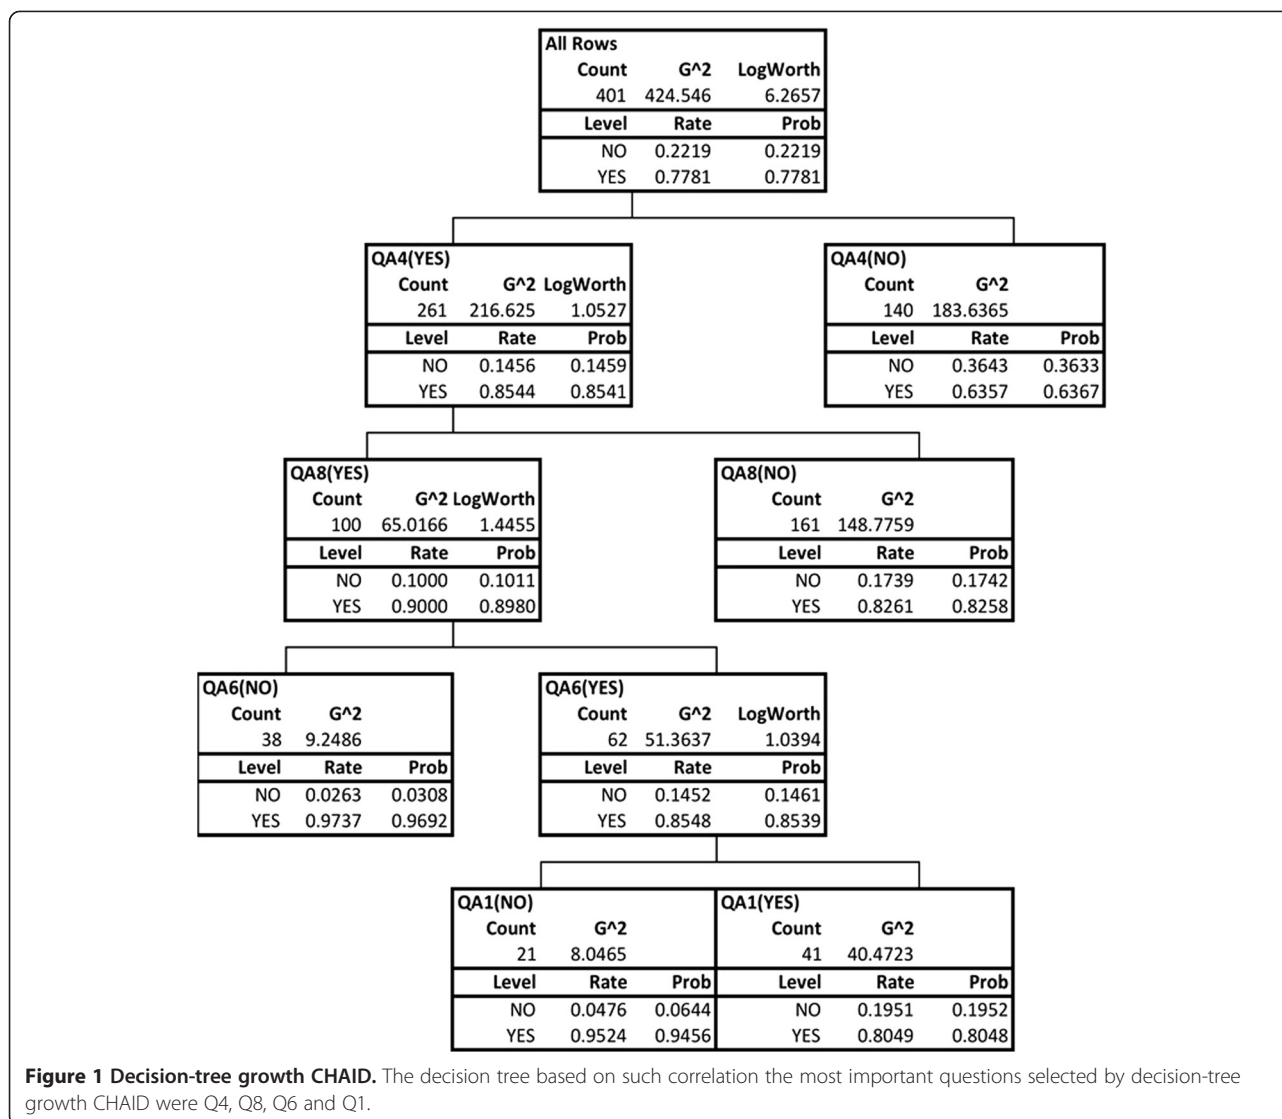 All Rows
Count G^2 LogWorth
401 424.546 6.2657
Level Rate Prob
NO 0.2219 0.2219
YES 0.7781 0.7781
QA4(YES)
Count G^2 LogWorth
261 216.625 1.0527
Level Rate Prob
NO 0.1456 0.1459
YES 0.8544 0.8541
QA4(NO)
Count G^2
140 183.6365
Level Rate Prob
NO 0.3643 0.3633
YES 0.6357 0.6367
QA8(YES)
Count G^2 LogWorth
100 65.0166 1.4455
Level Rate Prob
NO 0.1000 0.1011
YES 0.9000 0.8980
QA8(NO)
Count G^2
161 148.7759
Level Rate Prob
NO 0.1739 0.1742
YES 0.8261 0.8258
QA6(NO)
Count G^2
38 9.2486
Level Rate Prob
NO 0.0263 0.0308
YES 0.9737 0.9692
QA6(YES)
Count G^2 LogWorth
62 51.3637 1.0394
Level Rate Prob
NO 0.1452 0.1461
YES 0.8548 0.8539
QA1(NO)
Count G^2
21 8.0465
Level Rate Prob
NO 0.0476 0.0644
YES 0.9524 0.9456
QA1(YES)
Count G^2
41 40.4723
Level Rate Prob
NO 0.1951 0.1952
YES 0.8049 0.8048
Figure 1 Decision-tree growth CHAID. The decision tree based on such correlation the most important questions selected by decision-tree
growth CHAID were Q4, Q8, Q6 and Q1.